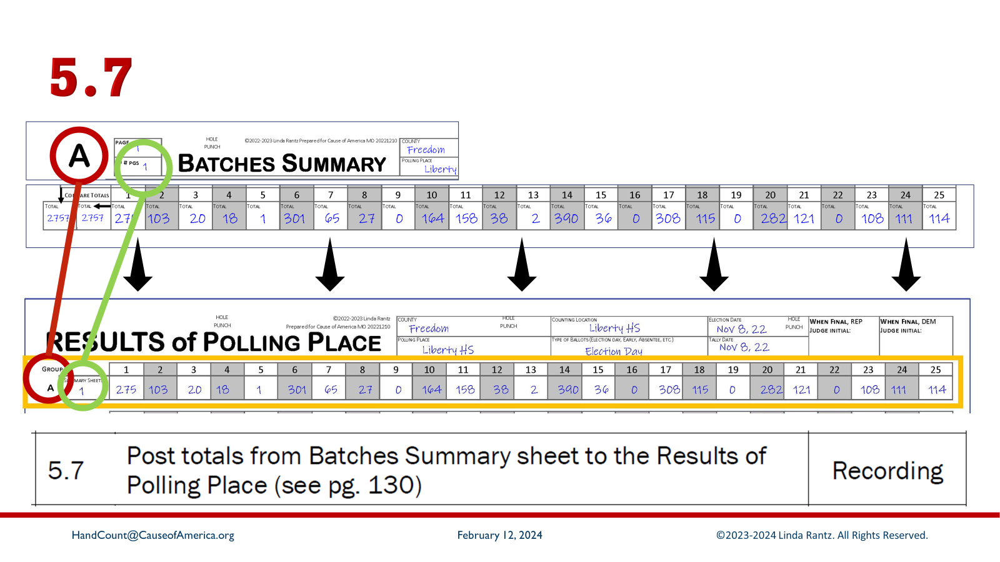 5.7
A
PAGE 1
HOLE PUNCH
©2022-2023 Linda Rantz Prepared for Cause of America MO 20221210
COUNTY Freedom
# PGS 1
BATCHES SUMMARY
POLLING PLACE Liberty
1 2 3 4 5 6 7 8 9 10 11 12 13 14 15 16 17 18 19 20 21 22 23 24 25
TOTAL TOTAL TOTAL TOTAL TOTAL TOTAL TOTAL TOTAL TOTAL TOTAL TOTAL TOTAL TOTAL TOTAL TOTAL TOTAL TOTAL TOTAL TOTAL TOTAL TOTAL TOTAL TOTAL TOTAL TOTAL TOTAL TOTAL
2757 2757 27 103 20 18 1 301 65 27 0 164 158 38 2 390 36 0 308 115 0 282 121 0 108 111 114
HOLE PUNCH
©2022-2023 Linda Rantz
Prepared for Cause of America MO 20221210
RESULTS of POLLING PLACE
COUNTY Freedom
HOLE PUNCH
COUNTING LOCATION Liberty HS
ELECTION DATE Nov 8, 22
HOLE PUNCH
WHEN FINAL, REP JUDGE INITIAL:
WHEN FINAL, DEM JUDGE INITIAL:
POLLING PLACE Liberty HS
TYPE OF BALLOTS (ELECTION DAY, EARLY, ABSENTEE, ETC.) Election Day
TALLY DATE Nov 8, 22
GROUP 1 2 3 4 5 6 7 8 9 10 11 12 13 14 15 16 17 18 19 20 21 22 23 24 25
SUMMARY SHEETS
A 1 275 103 20 18 1 301 65 27 0 164 158 38 2 390 36 0 308 115 0 282 121 0 108 111 114
5.7 Post totals from Batches Summary sheet to the Results of
Polling Place (see pg. 130)
Recording
HandCount@CauseofAmerica.org
February 12, 2024
©2023-2024 Linda Rantz. All Rights Reserved.